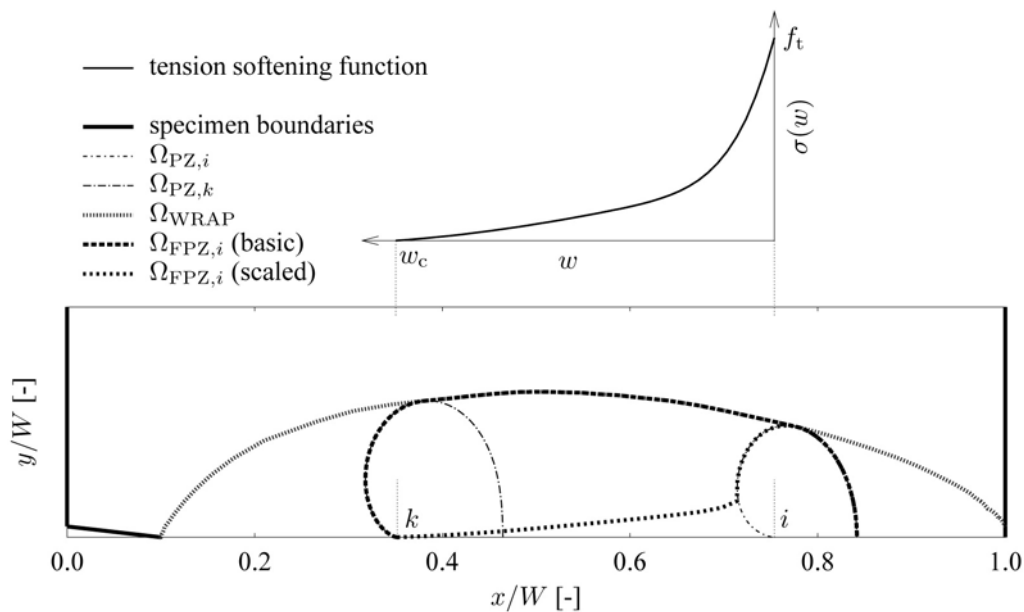 f_t
tension softening function
σ(w)
specimen boundaries
Ω_PZ,i
Ω_PZ,k
Ω_WRAP
Ω_FPZ,i (basic)
Ω_FPZ,i (scaled)
w_c
w
y/W [-]
k
i
0.0
0.2
0.4
0.6
0.8
1.0
x/W [-]